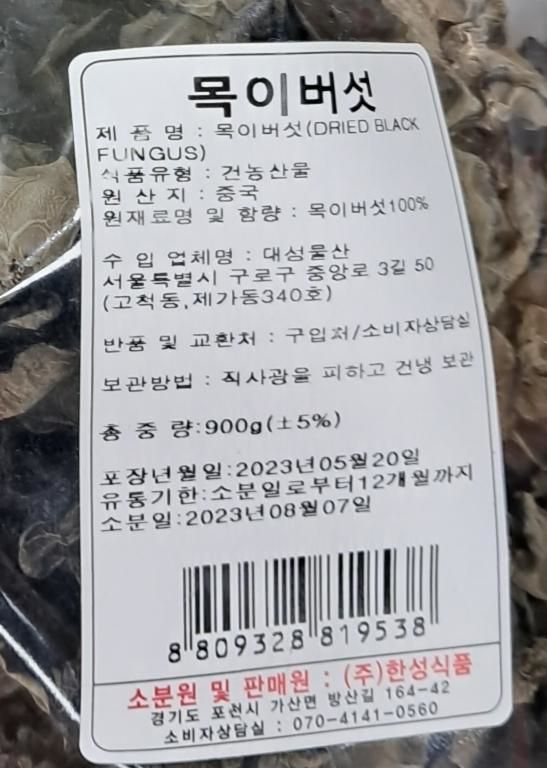 목이버섯
제 품 명 : 목이버섯(DRIED BLACK
FUNGUS)
식품유형 : 건농산물
원 산 지 : 중국
원재료명 및 함량 : 목이버섯100%
수 입 업체명 : 대성물산
서울특별시 구로구 중앙로 3길 50
(고척동,제가동340호)
반품 및 교환처 : 구입처/소비자상담실
보관방법 : 직사광을 피하고 건냉 보관
총 중 량:900g(±5%)
포장년월일:2023년05월20일
유통기한:소분일로부터12개월까지
소분일:2023년08월07일
8 809328 819538
소분원 및 판매원 : (주)한성식품
경기도 포천시 가산면 방산길 164-42
소비자상담실 : 070-4141-0560